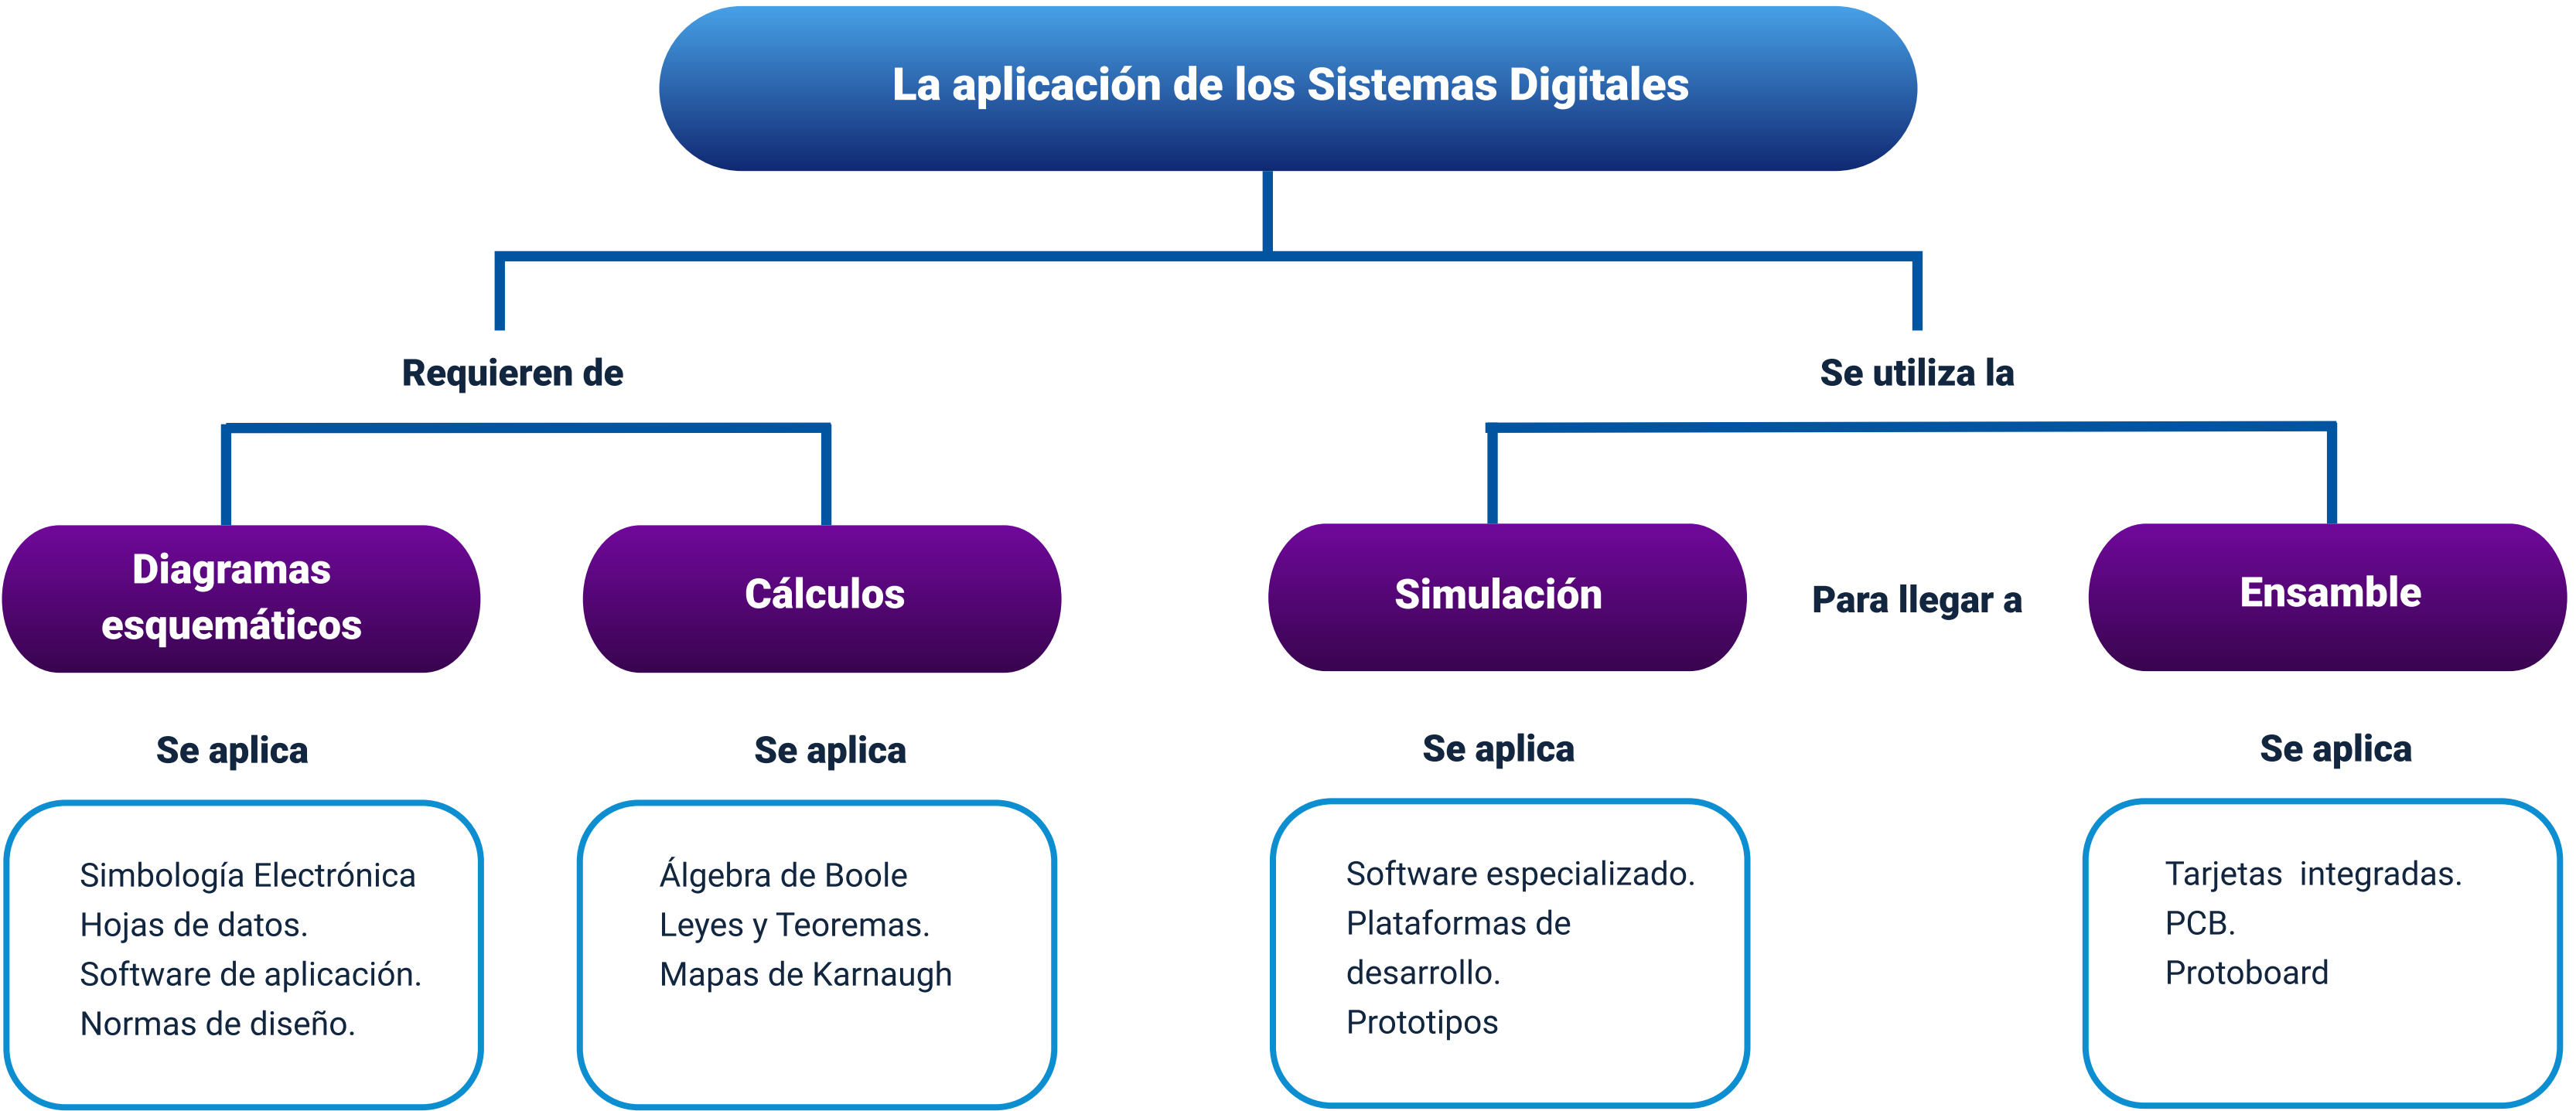 La aplicación de los Sistemas Digitales
Requieren de
Se utiliza la
Diagramas
esquemáticos
Cálculos
Simulación
Para llegar a
Ensamble
Se aplica
Se aplica
Se aplica
Se aplica
Simbología Electrónica
Hojas de datos.
Software de aplicación.
Normas de diseño.
Álgebra de Boole
Leyes y Teoremas.
Mapas de Karnaugh
Software especializado.
Plataformas de
desarrollo.
Prototipos
Tarjetas  integradas.
PCB.
Protoboard